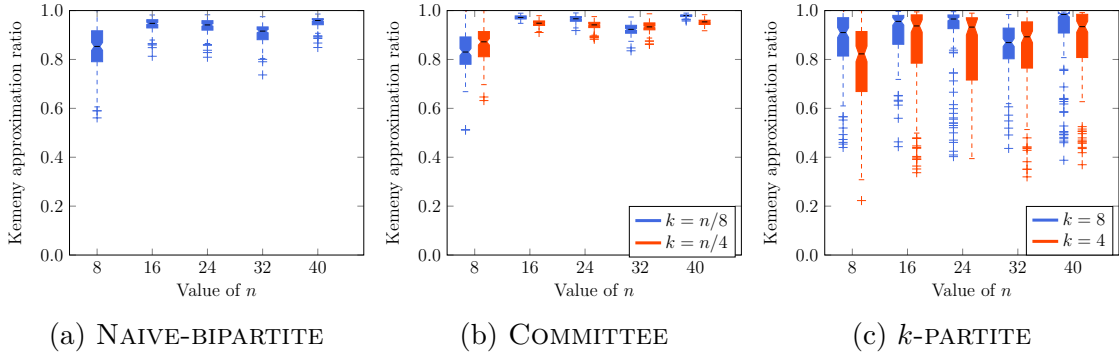 Kemeny approximation ratio
1.0
0.8
0.6
0.4
0.2
0.0
8 16 24 32 40
Value of n
(a) NAIVE-BIPARTITE
Kemeny approximation ratio
1.0
0.8
0.6
0.4
0.2
0.0
k = n/8
k = n/4
8 16 24 32 40
Value of n
(b) COMMITTEE
Kemeny approximation ratio
1.0
0.8
0.6
0.4
0.2
0.0
k = 8
k = 4
8 16 24 32 40
Value of n
(c) k-PARTITE